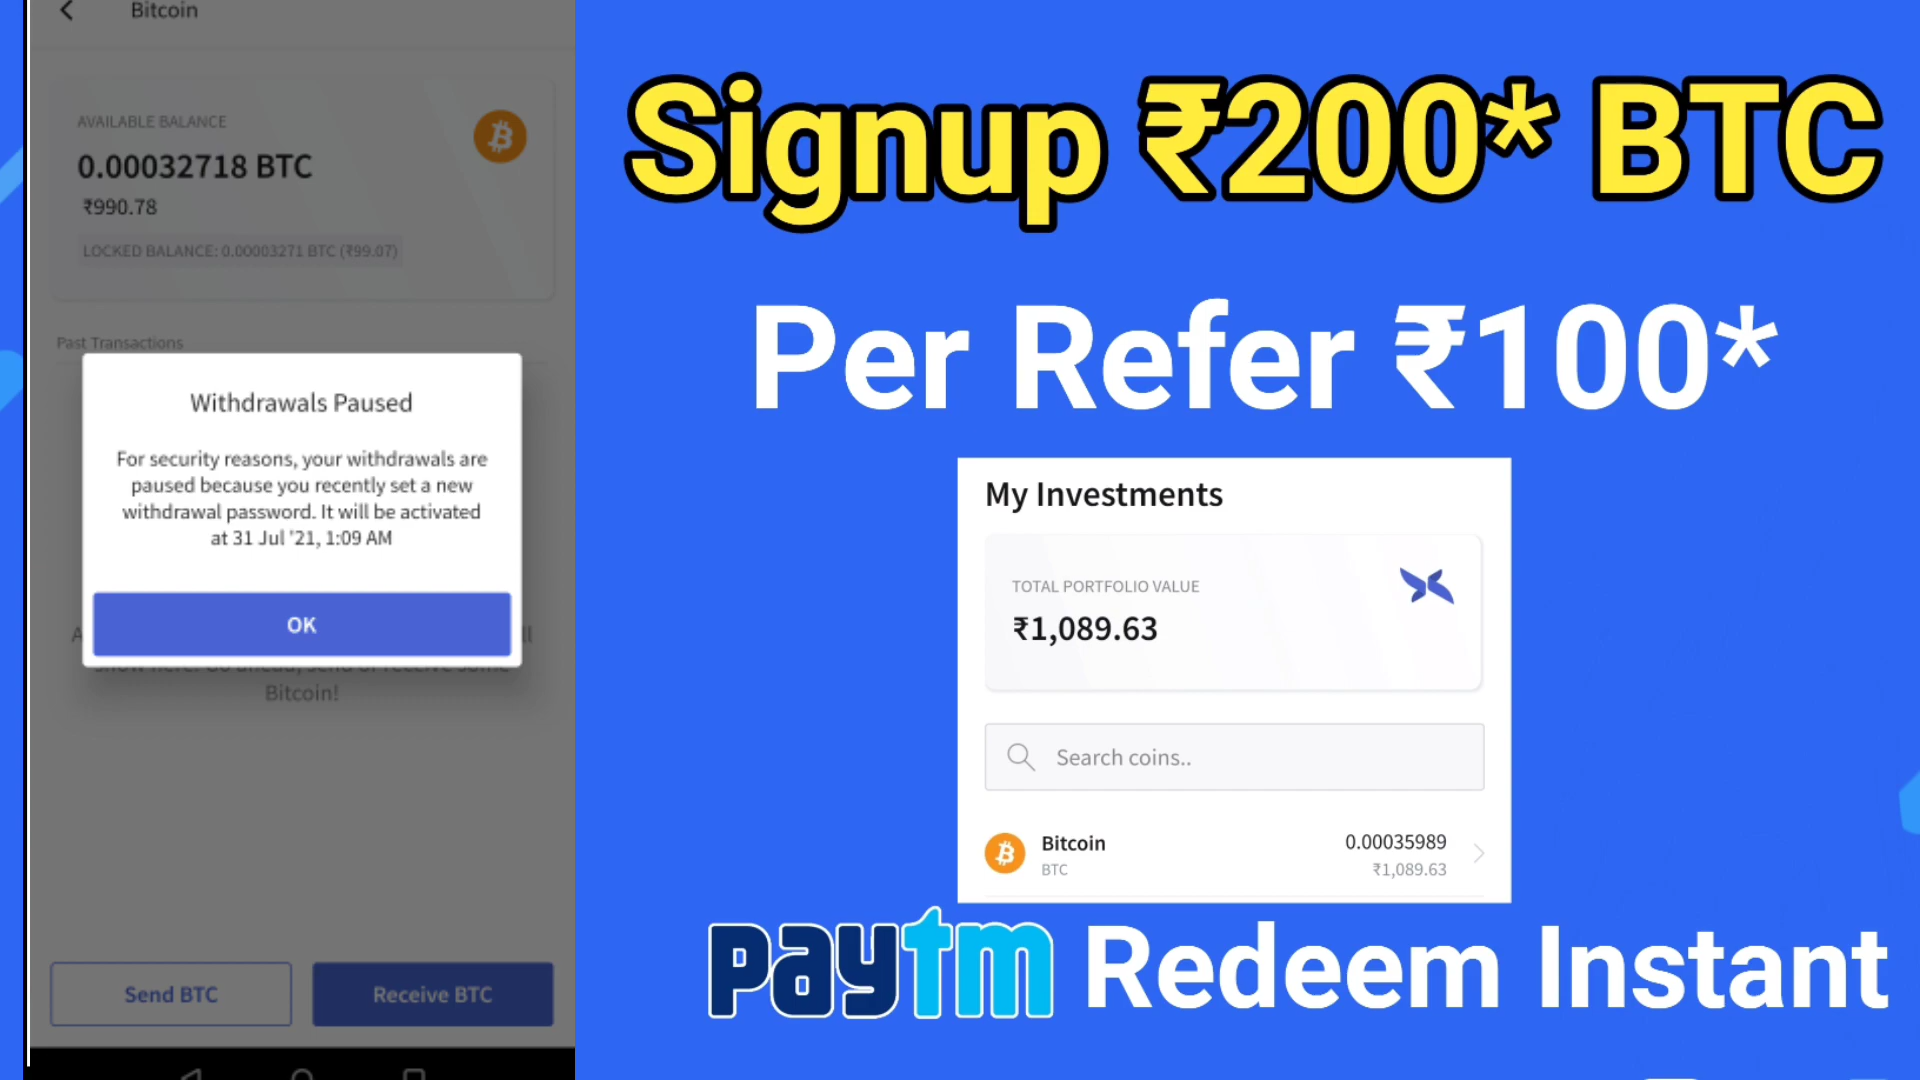 Bitcoin
AVAILABLE BALANCE
0.00032718 BTC
₹990.78
LOCKED BALANCE: 0.00003271 BTC (₹99.07)
Past Transactions
Withdrawals Paused
For security reasons, your withdrawals are
paused because you recently set a new
withdrawal password. It will be activated
at 31 Jul '21, 1:09 AM
OK
Bitcoin!
Send BTC
Receive BTC
Signup ₹200* BTC
Per Refer ₹100*
My Investments
TOTAL PORTFOLIO VALUE
₹1,089.63
Search coins..
Bitcoin 0.00035989
BTC ₹1,089.63
paytm Redeem Instant